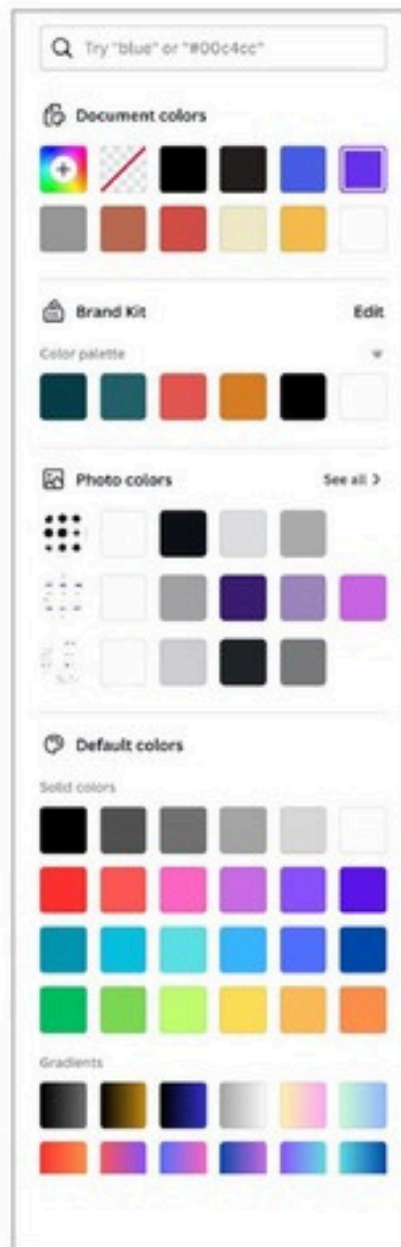 Try "blue" or "#00c4cc"
Document colors
Brand Kit
Edit
Color palette
Photo colors
See all
Default colors
Solid colors
Gradients